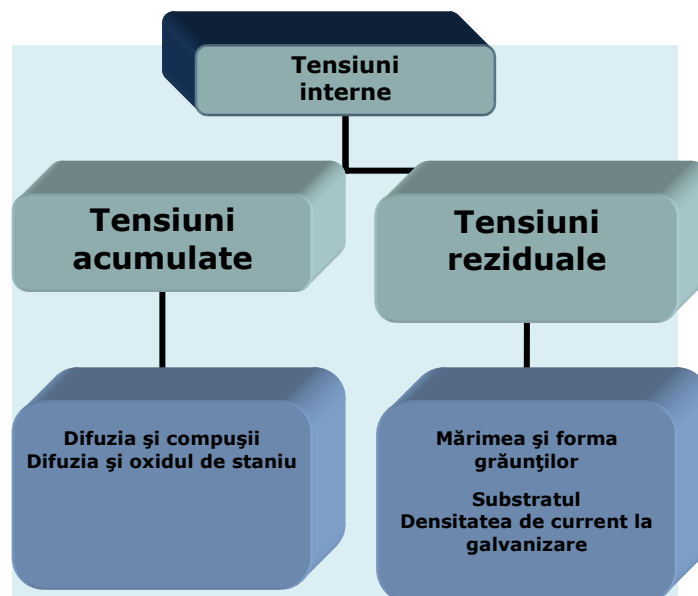 Tensiuni
interne
Tensiuni
acumulate
Tensiuni
reziduale
Difuzia şi compuşii
Difuzia şi oxidul de staniu
Mărimea şi forma
grăunţilor
Substratul
Densitatea de current la
galvanizare